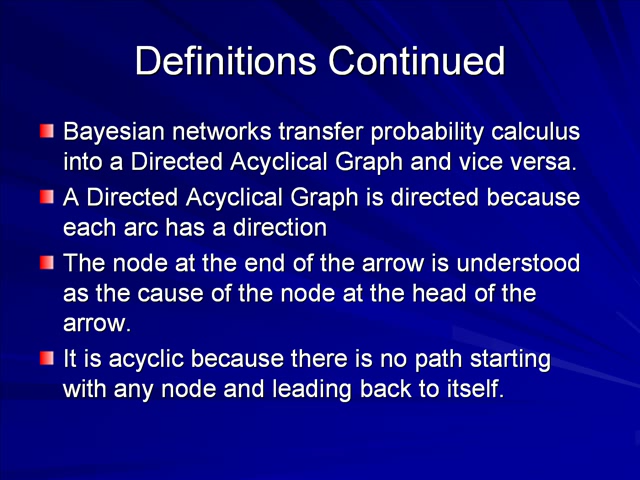 Definitions Continued
Bayesian networks transfer probability calculus
into a Directed Acyclical Graph and vice versa.
A Directed Acyclical Graph is directed because
each arc has a direction
The node at the end of the arrow is understood
as the cause of the node at the head of the
arrow.
It is acyclic because there is no path starting
with any node and leading back to itself.